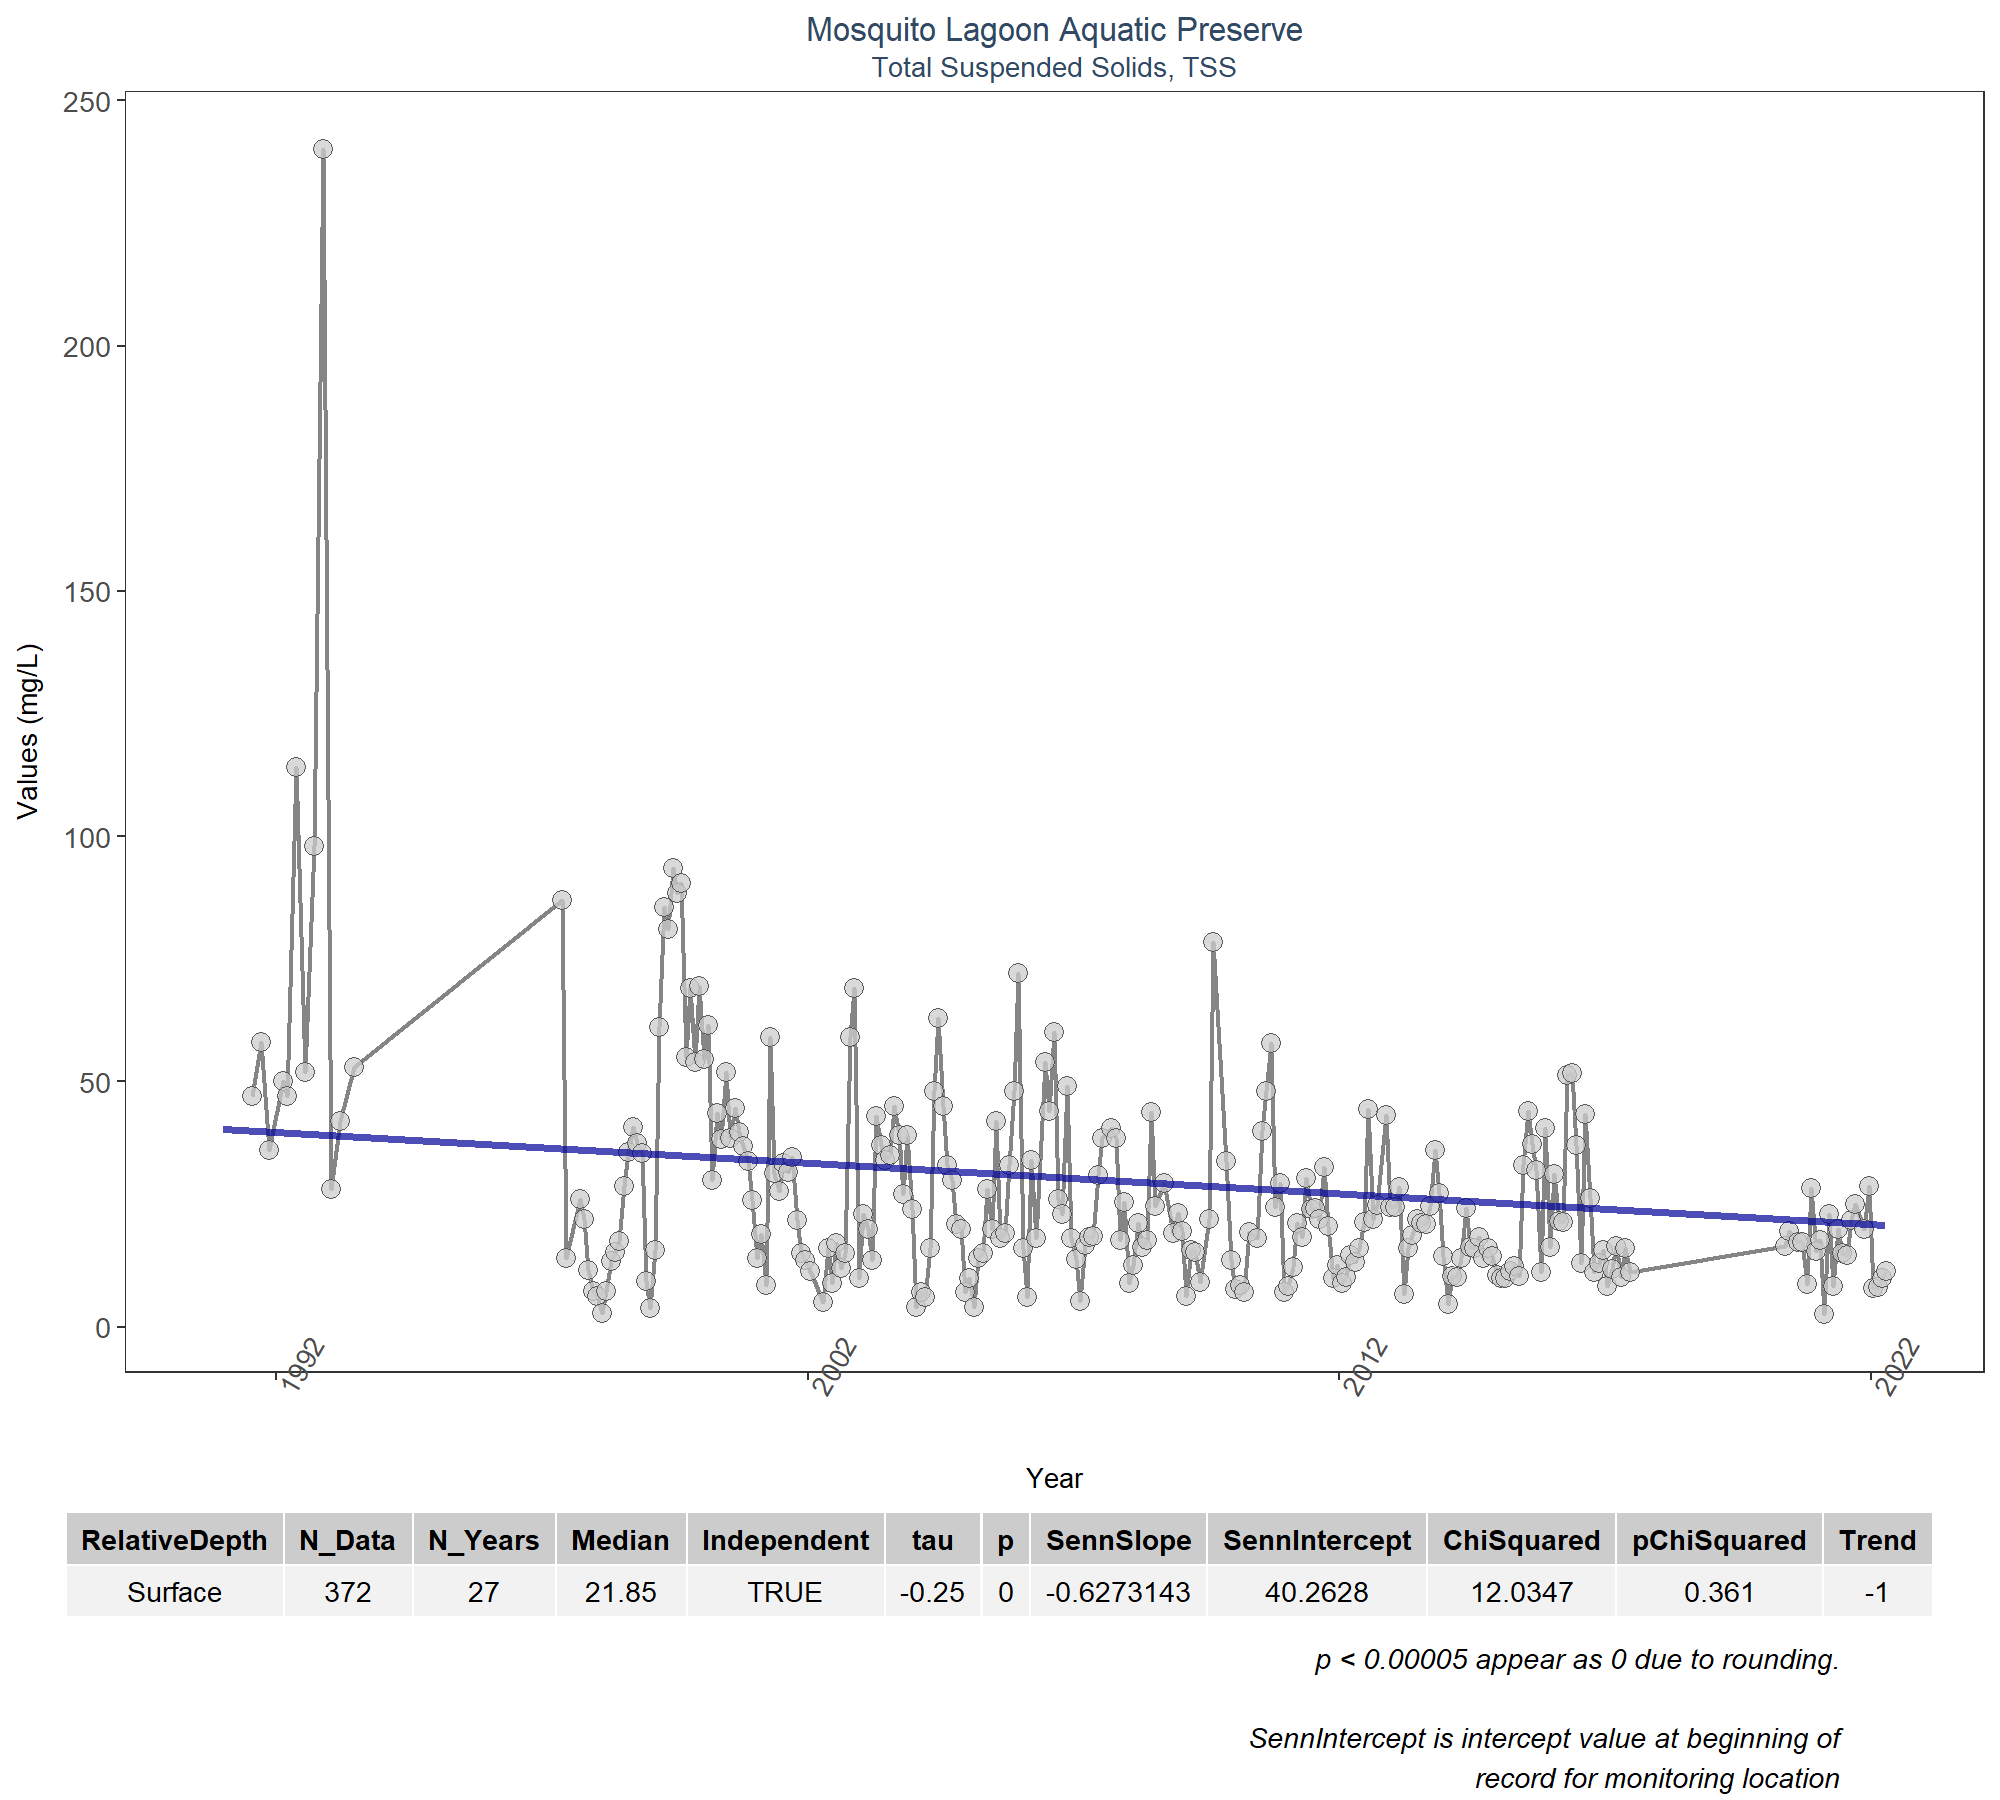 Mosquito Lagoon Aquatic Preserve
Total Suspended Solids, TSS
250
200
150
100
50
0
Values (mg/L)
1992
2002
2012
2022
Year
RelativeDepth N_Data N_Years Median Independent tau p SennSlope SennIntercept ChiSquared pChiSquared Trend
Surface 372 27 21.85 TRUE -0.25 0 -0.6273143 40.2628 12.0347 0.361 -1
p < 0.00005 appear as 0 due to rounding.
SennIntercept is intercept value at beginning of
record for monitoring location